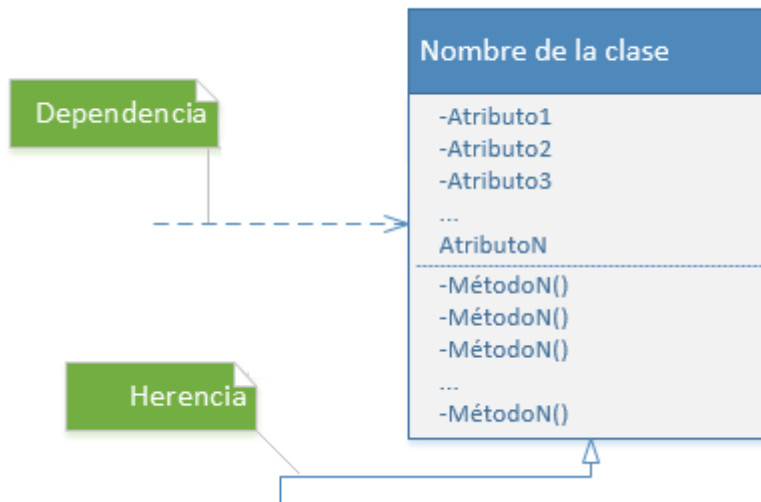 Nombre de la clase
Dependencia
-Atributo1
-Atributo2
-Atributo3
...
AtributoN
-MétodoN()
-MétodoN()
-MétodoN()
...
-MétodoN()
Herencia